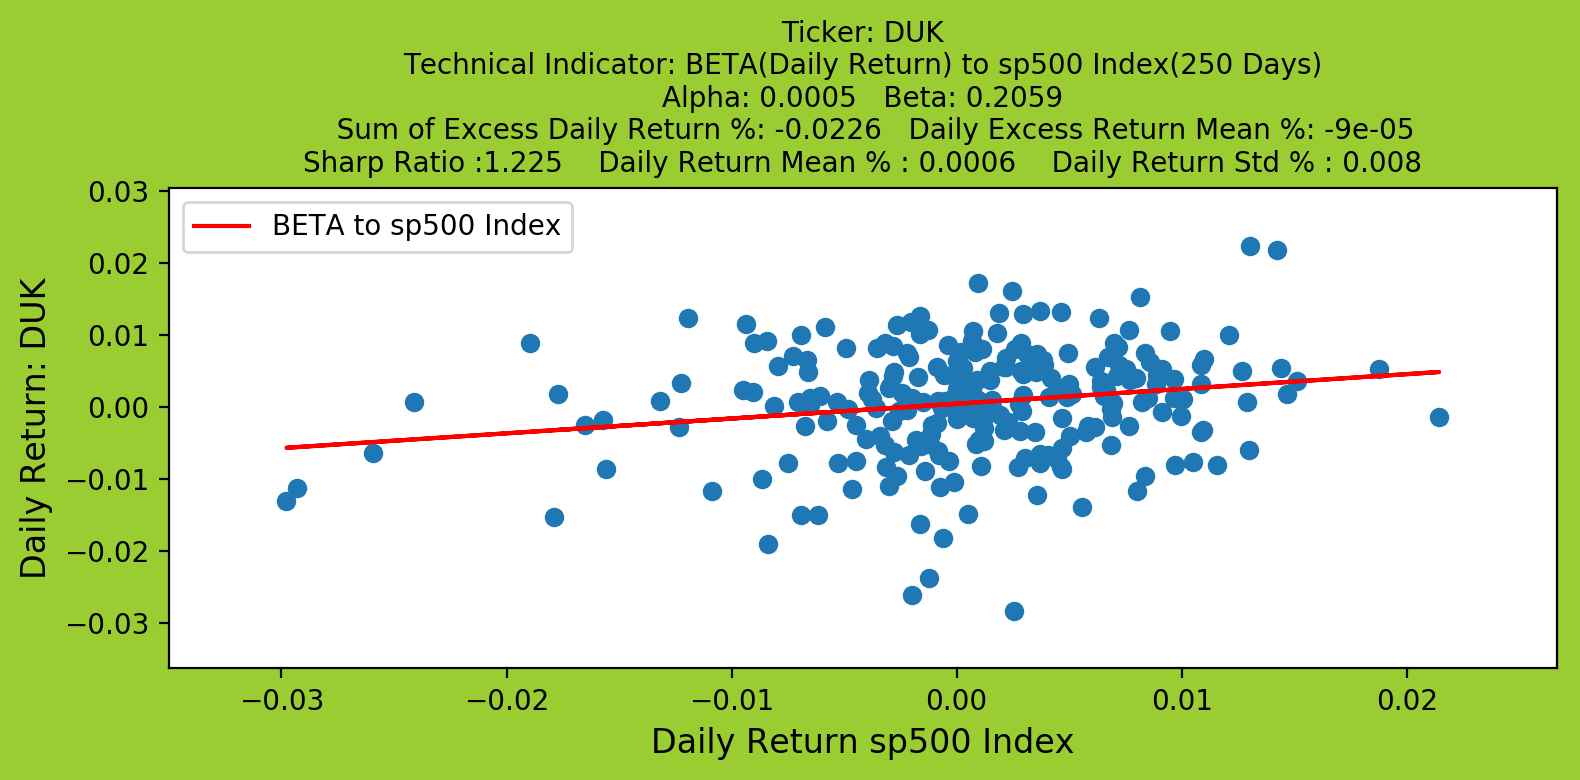 Ticker: DUK
Technical Indicator: BETA(Daily Return) to sp500 Index(250 Days)
Alpha: 0.0005   Beta: 0.2059
Sum of Excess Daily Return %: -0.0226   Daily Excess Return Mean %: -9e-05
Sharp Ratio :1.225    Daily Return Mean % : 0.0006    Daily Return Std % : 0.008
BETA to sp500 Index
Daily Return: DUK
0.03
0.02
0.01
0.00
−0.01
−0.02
−0.03
−0.03
−0.02
−0.01
0.00
0.01
0.02
Daily Return sp500 Index